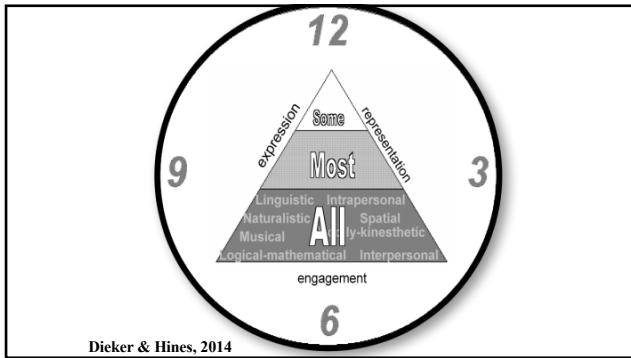 12
expression
representation
Some
9
Most
3
Linguistic Intrapersonal
Naturalistic Spatial
All
Musical dly-kinesthetic
Logical-mathematical Interpersonal
engagement
6
Dieker & Hines, 2014